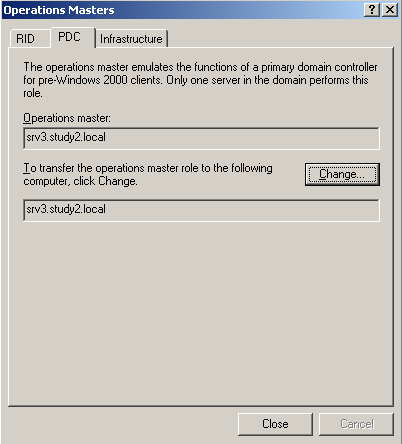 Operations Masters
RID
PDC
Infrastructure
The operations master emulates the functions of a primary domain controller
for pre-Windows 2000 clients. Only one server in the domain performs this
role.
Operations master:
srv3.study2.local
To transfer the operations master role to the following
computer, click Change.
Change...
srv3.study2.local
Close
Cancel